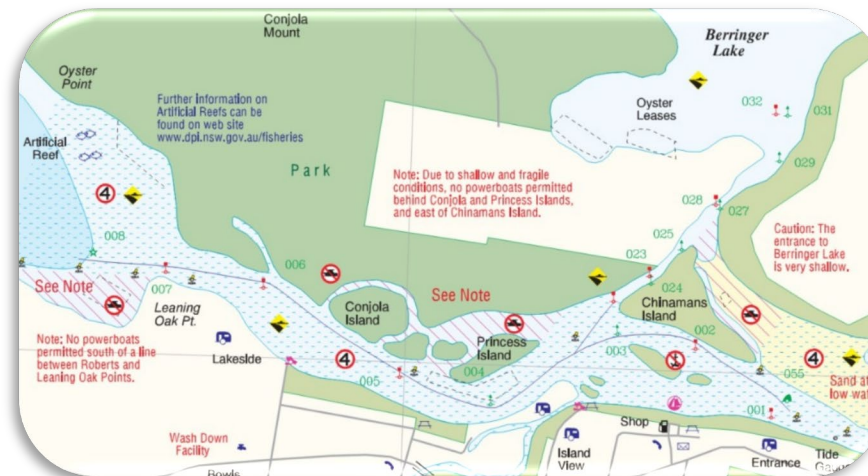 Conjola
Mount
Berringer
Lake
Oyster
Point
Further information on
Artificial Reefs can be
found on web site
www.dpi.nsw.gov.au/fisheries
Artificial
Reef
Oyster
Leases
032
031
029
Park
Note: Due to shallow and fragile
conditions, no powerboats permitted
behind Conjola and Princess Islands,
and east of Chinamans Island.
028
027
025
Caution: The
entrance to
Berringer Lake
is very shallow.
4
008
006
023
024
See Note
007
Leaning
Oak Pt.
Conjola
Island
See Note
Chinamans
Island
Princess
Island
002
003
Note: No powerboats
permitted south of a line
between Roberts and
Leaning Oak Points.
Lakeside
4
005
004
4
055
Sand at
low wat
001
Wash Down
Facility
Shop
Island
View
Entrance
Tide
Bowls